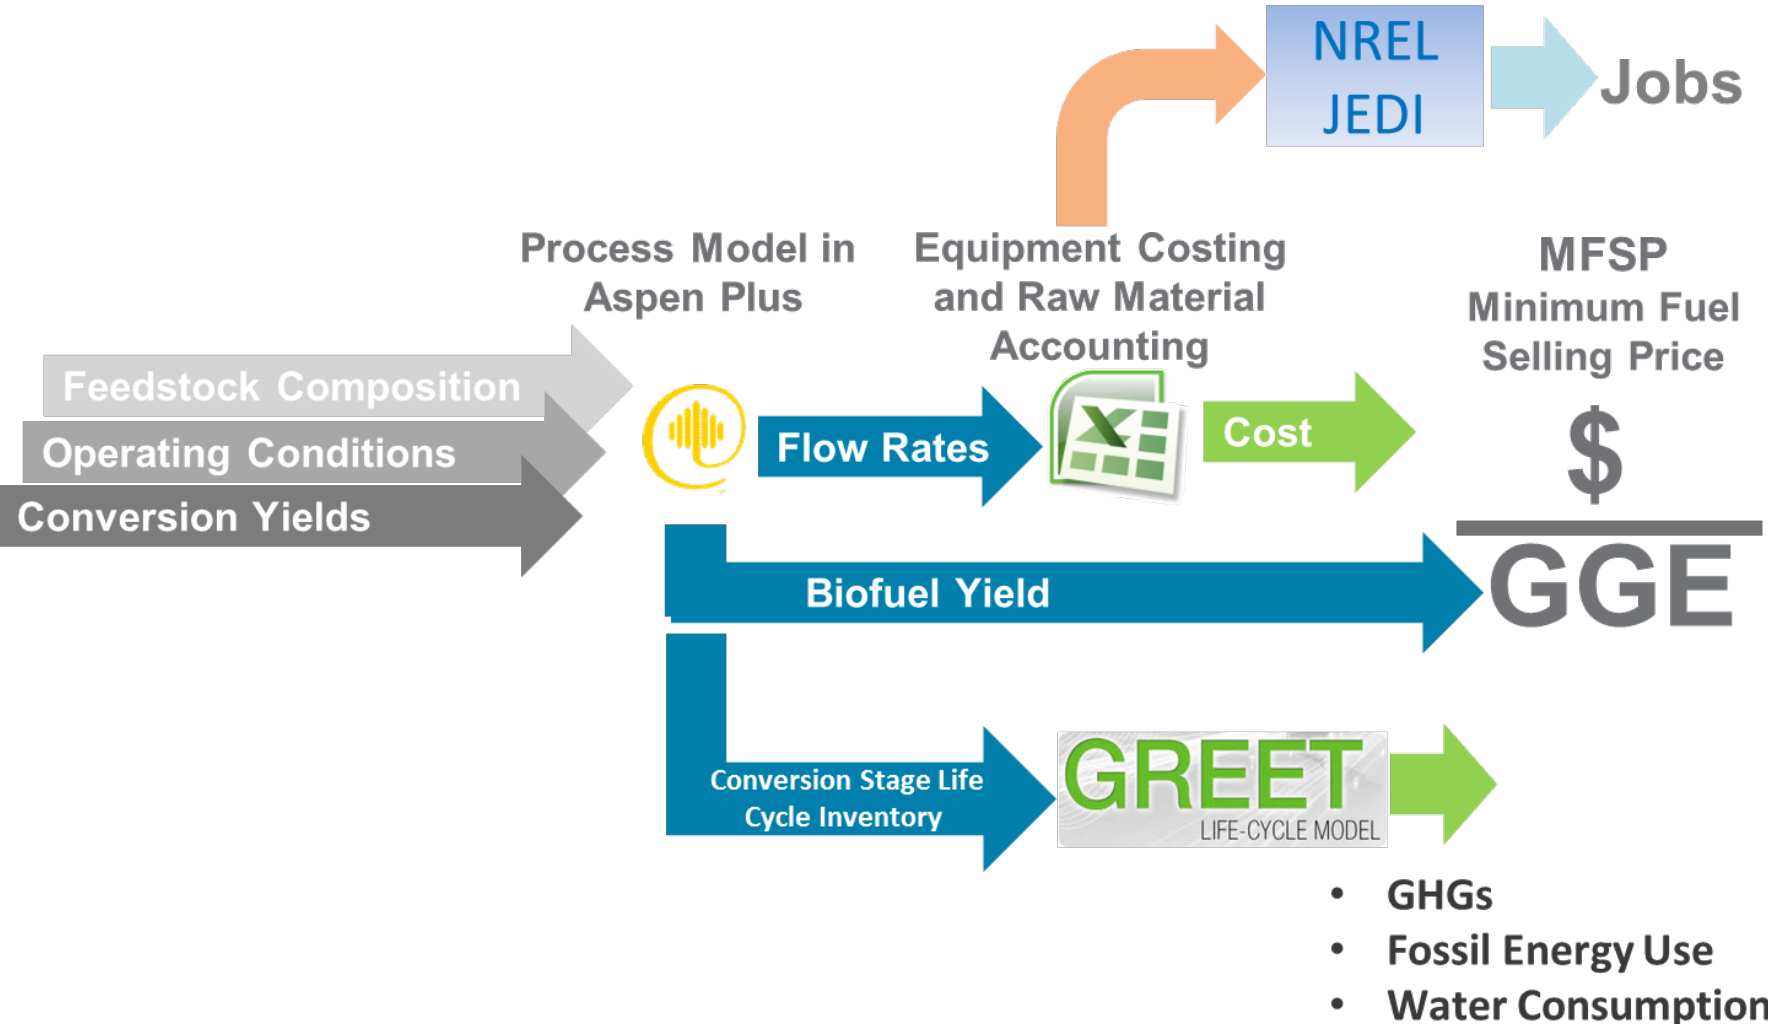 NREL
JEDI
Jobs
Process Model in
Aspen Plus
Equipment Costing
and Raw Material
Accounting
MFSP
Minimum Fuel
Selling Price
Feedstock Composition
Operating Conditions
Conversion Yields
Flow Rates
Cost
$
GGE
Biofuel Yield
Conversion Stage Life
Cycle Inventory
GREET
LIFE-CYCLE MODEL
• GHGs
• Fossil Energy Use
• Water Consumption